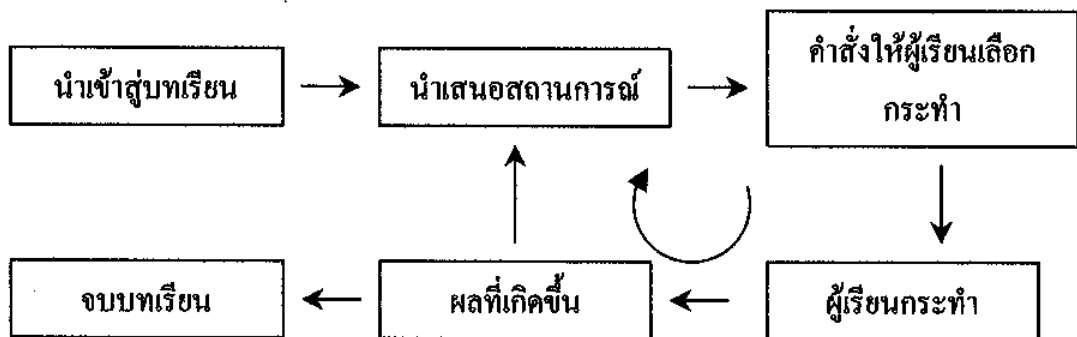 นำเข้าสู่บทเรียน
นำเสนอสถานการณ์
คำสั่งให้ผู้เรียนเลือก
กระทำ
ผู้เรียนกระทำ
ผลที่เกิดขึ้น
จบบทเรียน